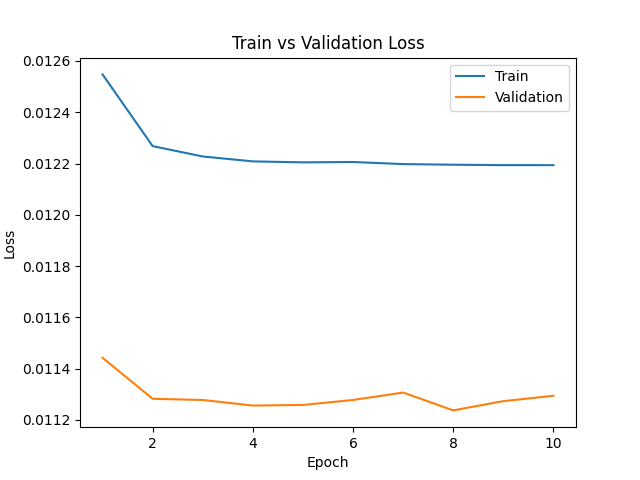 Train vs Validation Loss
Train
Validation
0.0126
0.0124
0.0122
0.0120
0.0118
0.0116
0.0114
0.0112
Loss
2 4 6 8 10
Epoch